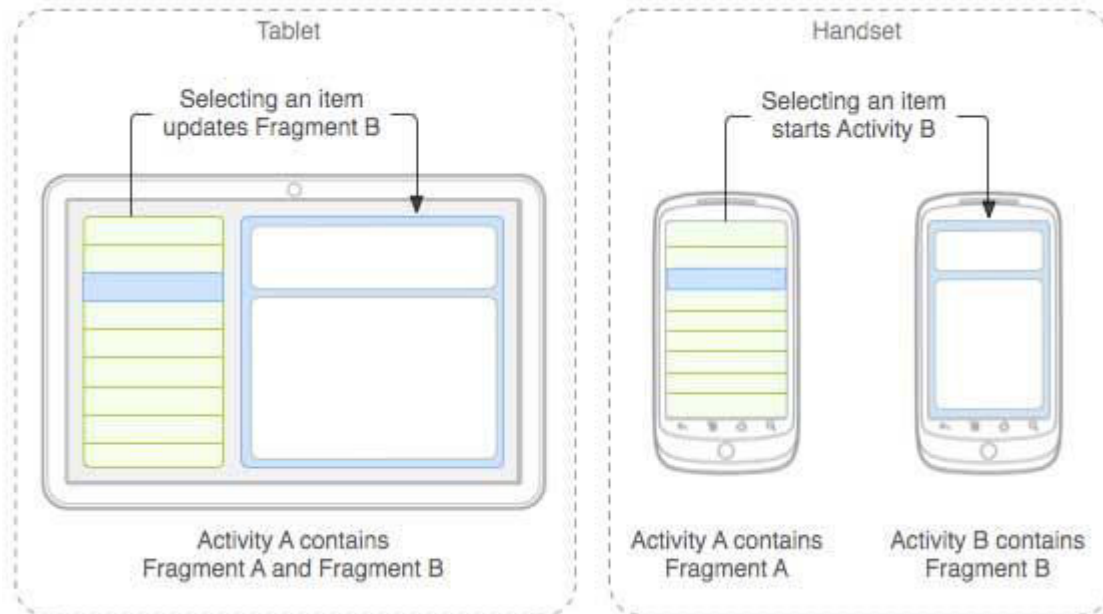 Tablet
Selecting an item
updates Fragment B
Activity A contains
Fragment A and Fragment B
Handset
Selecting an item
starts Activity B
Activity A contains
Fragment A
Activity B contains
Fragment B